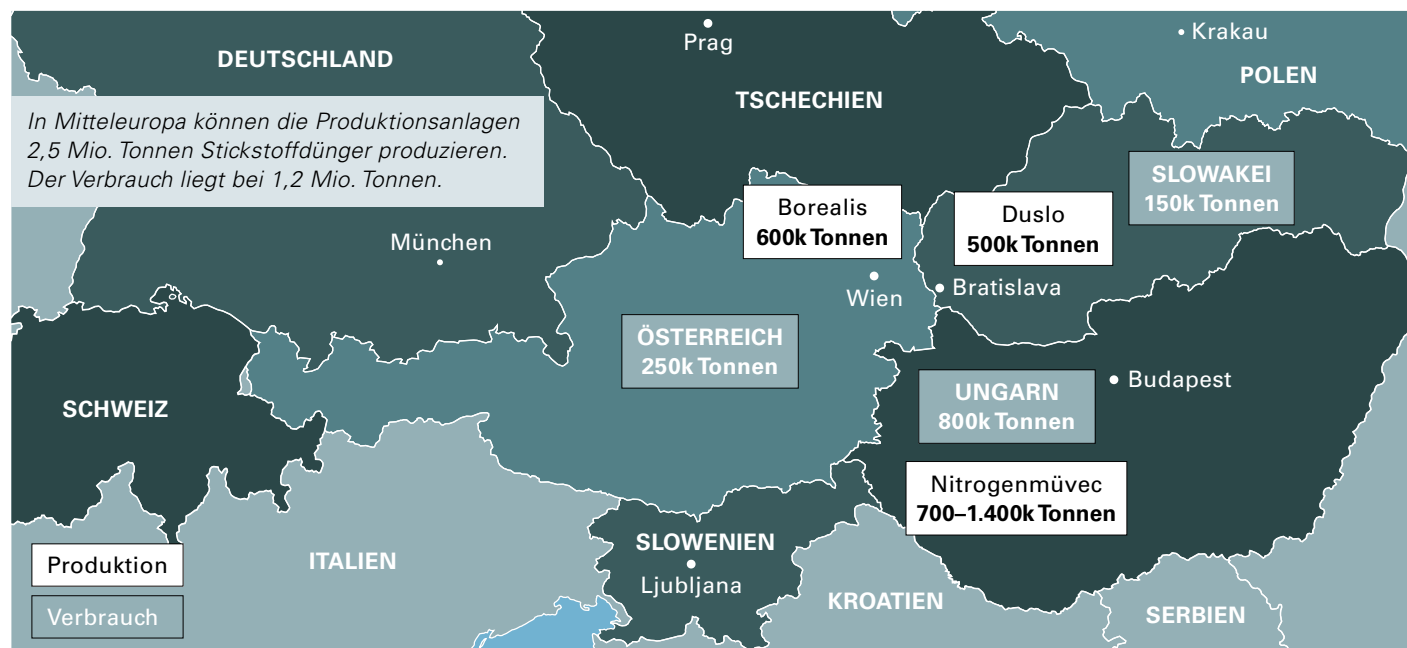 DEUTSCHLAND
Prag
Krakau
POLEN
TSCHECHIEN
In Mitteleuropa können die Produktionsanlagen
2,5 Mio. Tonnen Stickstoffdünger produzieren.
Der Verbrauch liegt bei 1,2 Mio. Tonnen.
SLOWAKEI
150k Tonnen
Borealis
600k Tonnen
Duslo
500k Tonnen
München
Wien
Bratislava
ÖSTERREICH
250k Tonnen
SCHWEIZ
UNGARN
800k Tonnen
Budapest
Nitrogenmüvec
700–1.400k Tonnen
SLOWENIEN
Ljubljana
ITALIEN
KROATIEN
SERBIEN
Produktion
Verbrauch